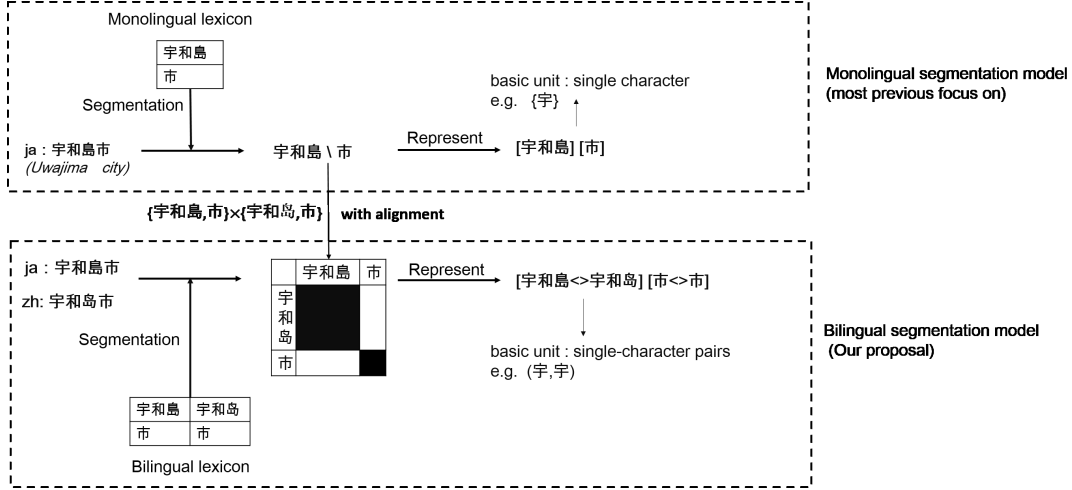 Monolingual lexicon
宇和島
市
Segmentation
ja : 宇和島市
(Uwajima city)
宇和島 \ 市
Represent
basic unit : single character
e.g. {宇}
[宇和島] [市]
Monolingual segmentation model
(most previous focus on)
{宇和島,市}×{宇和岛,市}
with alignment
ja : 宇和島市
zh: 宇和岛市
Segmentation
宇和島 市
宇和岛
市
Represent
[宇和島<>宇和岛] [市<>市]
basic unit : single-character pairs
e.g. (宇,宇)
Bilingual segmentation model
(Our proposal)
宇和島 宇和岛
市 市
Bilingual lexicon